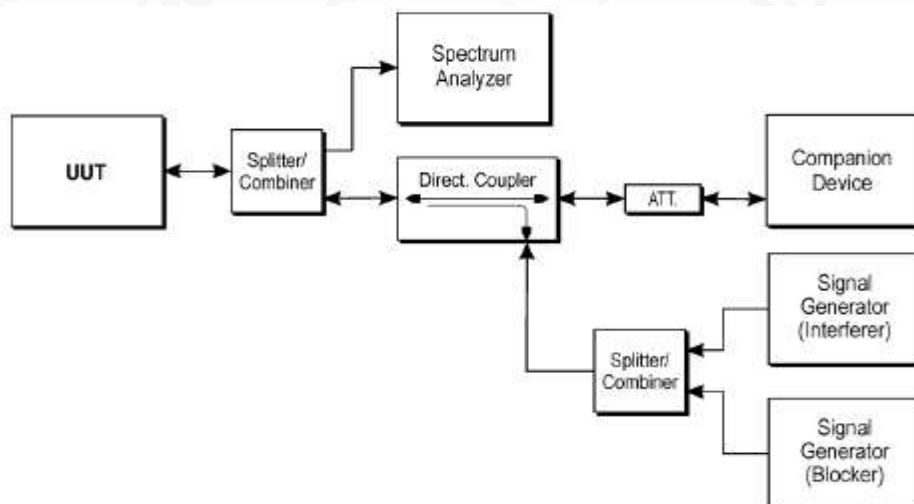 Spectrum
Analyzer
UUT
Splitter/
Combiner
Direct. Coupler
ATT.
Companion
Device
Signal
Generator
(Interferer)
Splitter/
Combiner
Signal
Generator
(Blocker)